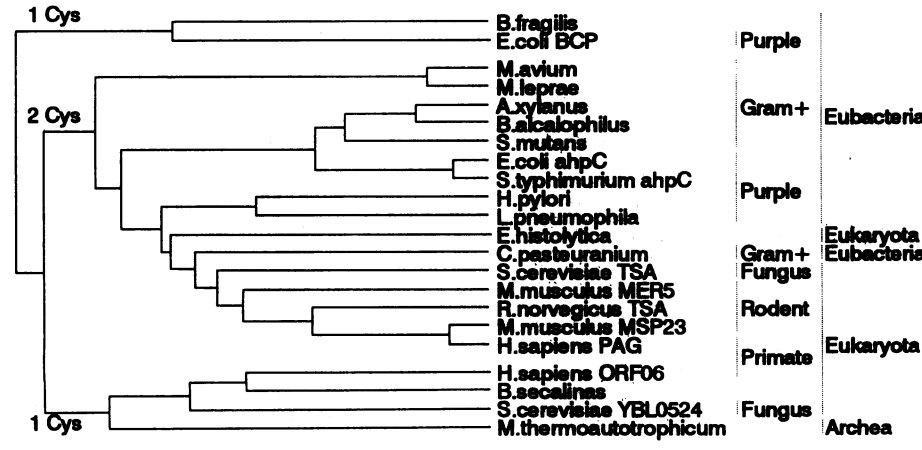 1 Cys
B.fragilis
E.coli BCP
Purple
M.avium
M.leprae
2 Cys
A.xylanus
Gram+
Eubacteria
B.alcalophilus
S.mutans
E.coli ahpC
S.typhimurium ahpC
Purple
H.pylori
L.pneumophila
E.histolytica
Eukaryota
C.pasteuranium
Gram+
Eubacteria
S.cerevisiae TSA
Fungus
M.musculus MER5
R.norvegicus TSA
Rodent
M.musculus MSP23
H.sapiens PAG
Eukaryota
Primate
H.sapiens ORF06
B.secalinas
S.cerevisiae YBL0524
Fungus
1 Cys
M.thermoautotrophicum
Archea